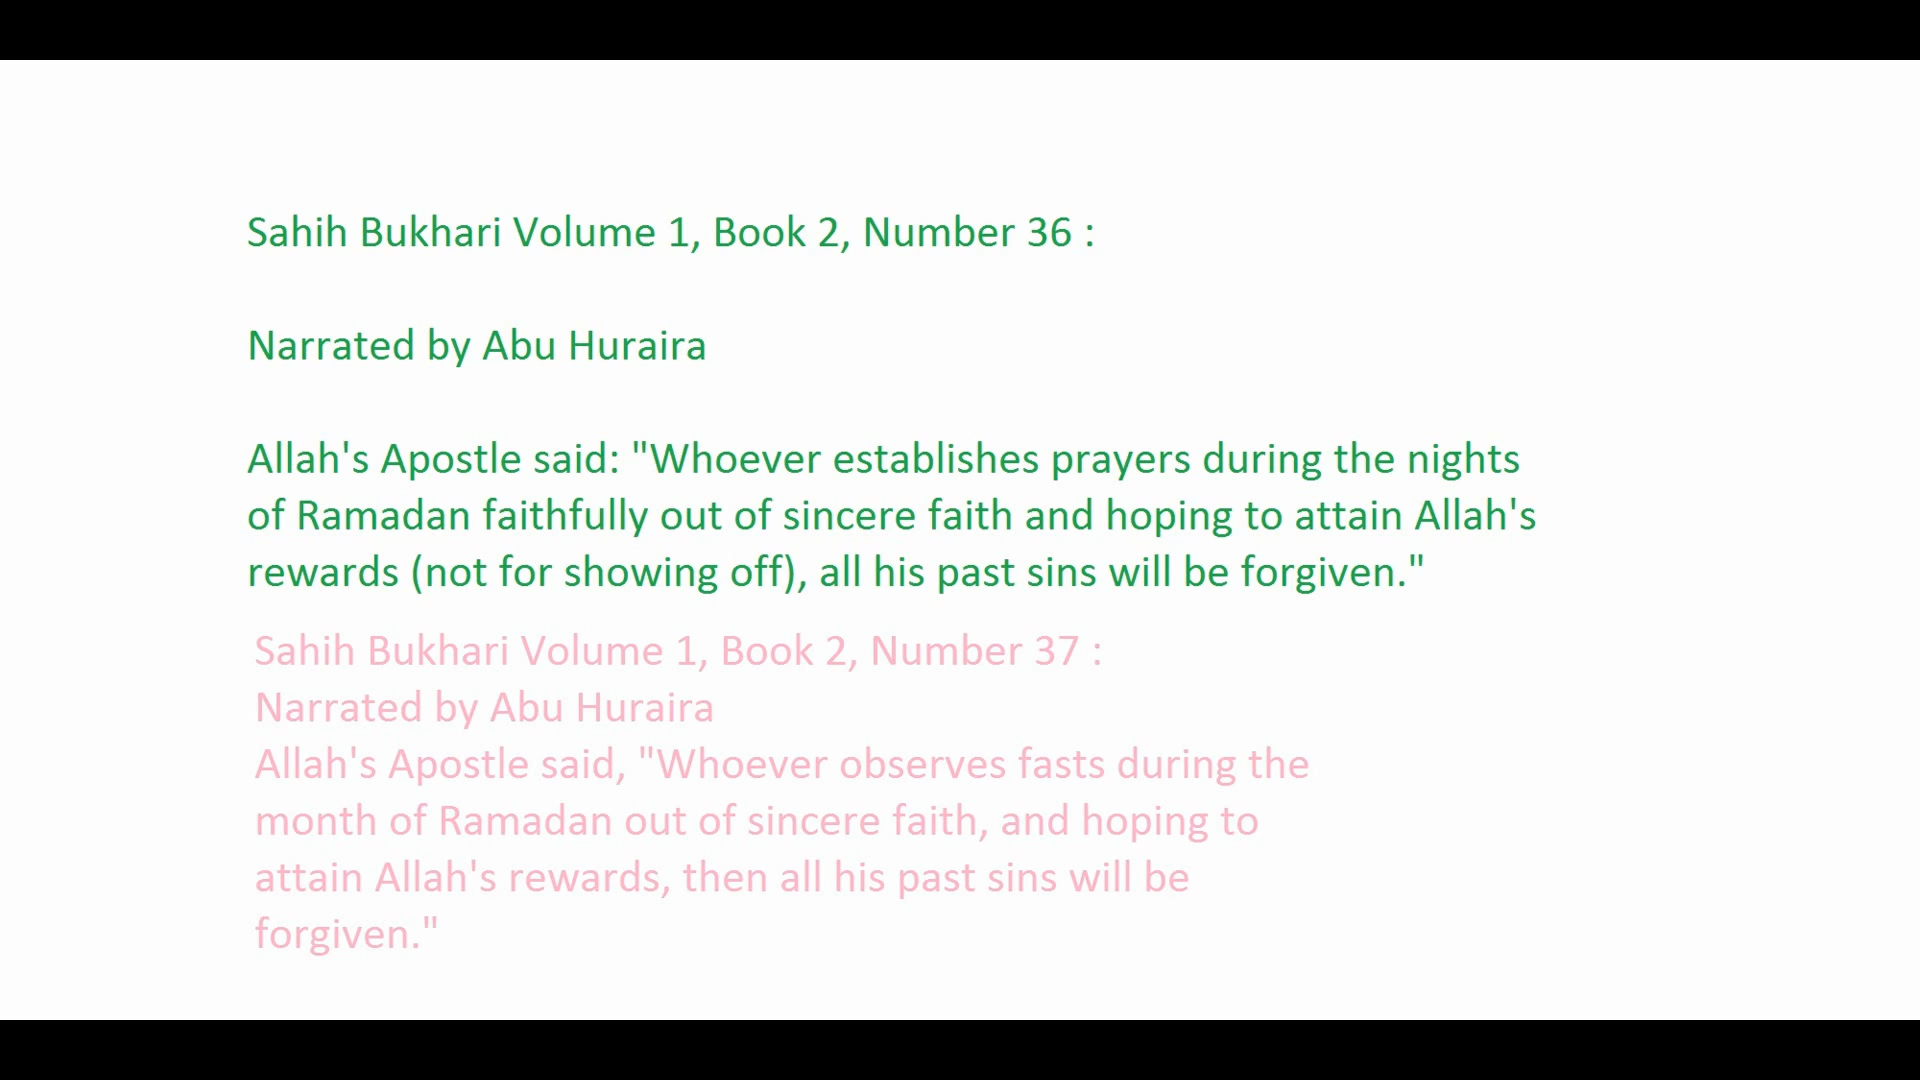 Sahih Bukhari Volume 1, Book 2, Number 36 :
Narrated by Abu Huraira
Allah's Apostle said: "Whoever establishes prayers during the nights
of Ramadan faithfully out of sincere faith and hoping to attain Allah's
rewards (not for showing off), all his past sins will be forgiven."
Sahih Bukhari Volume 1, Book 2, Number 37 :
Narrated by Abu Huraira
Allah's Apostle said, "Whoever observes fasts during the
month of Ramadan out of sincere faith, and hoping to
attain Allah's rewards, then all his past sins will be
forgiven."